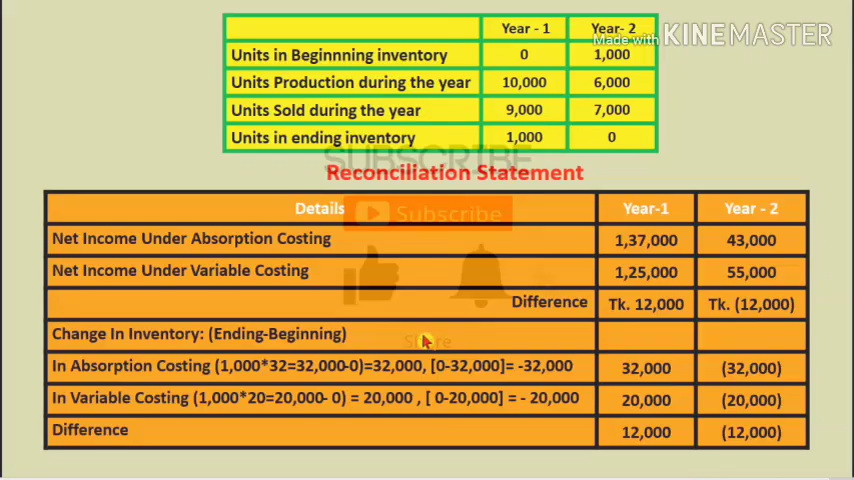 Year - 1 Year- 2
Made with KINEMASTER
Units in Beginnning inventory 0 1,000
Units Production during the year 10,000 6,000
Units Sold during the year 9,000 7,000
Units in ending inventory 1,000 0
SUBSCRIBE
Reconciliation Statement
Details Year-1 Year - 2
Subscribe
Net Income Under Absorption Costing 1,37,000 43,000
Net Income Under Variable Costing 1,25,000 55,000
Difference Tk. 12,000 Tk. (12,000)
Change In Inventory: (Ending-Beginning)
Share
In Absorption Costing (1,000*32=32,000-0)=32,000, [0-32,000]= -32,000 32,000 (32,000)
In Variable Costing (1,000*20=20,000- 0) = 20,000 , [ 0-20,000] = - 20,000 20,000 (20,000)
Difference 12,000 (12,000)